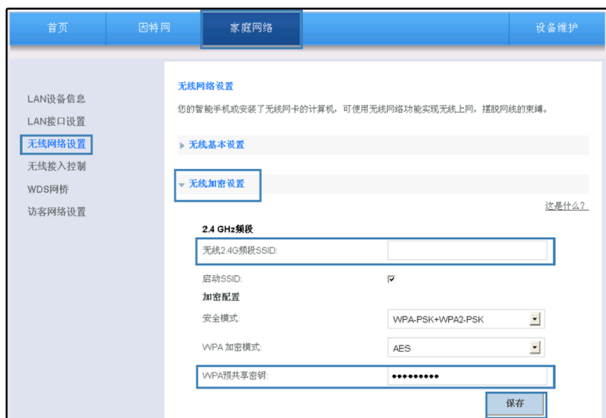 首页 因特网 家庭网络 设备维护
无线网络设置
您的智能手机或安装了无线网卡的计算机，可使用无线网络功能实现无线上网，摆脱网线的束缚。
LAN设备信息
LAN接口设置
无线网络设置
无线接入控制
WDS网桥
访客网络设置
无线基本设置
无线加密设置
这是什么?
2.4 GHz频段
无线2.4G频段SSID:
启动SSID:
加密配置
安全模式: WPA-PSK+WPA2-PSK
WPA 加密模式: AES
WPA预共享密钥: •••••••••
保存